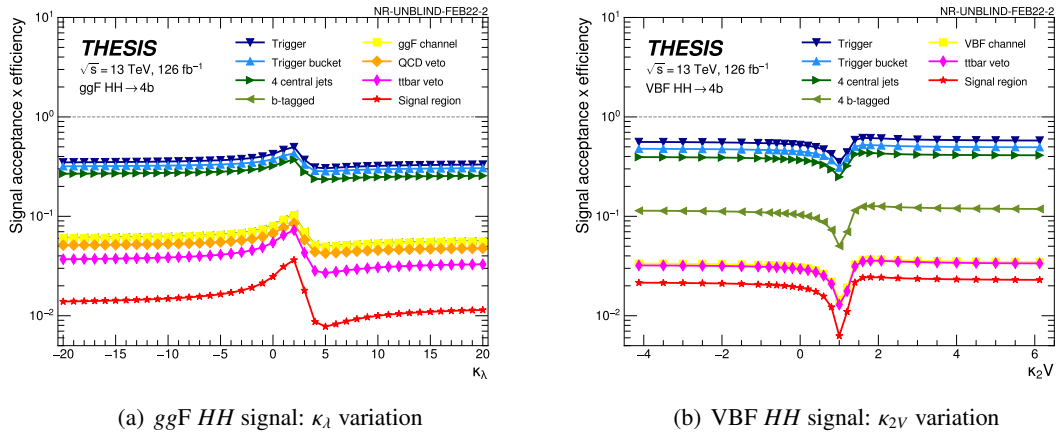 NR-UNBLIND-FEB22-2
THESIS
√s = 13 TeV, 126 fb⁻¹
ggF HH → 4b
Trigger
Trigger bucket
4 central jets
b-tagged
ggF channel
QCD veto
ttbar veto
Signal region
Signal acceptance x efficiency
10⁰
10⁻¹
10⁻²
−20 −15 −10 −5 0 5 10 15 20
κλ
(a) ggF HH signal: κλ variation
NR-UNBLIND-FEB22-2
THESIS
√s = 13 TeV, 126 fb⁻¹
VBF HH → 4b
Trigger
Trigger bucket
4 central jets
4 b-tagged
VBF channel
ttbar veto
Signal region
Signal acceptance x efficiency
10⁰
10⁻¹
10⁻²
−4 −2 0 2 4 6
κ₂V
(b) VBF HH signal: κ₂V variation